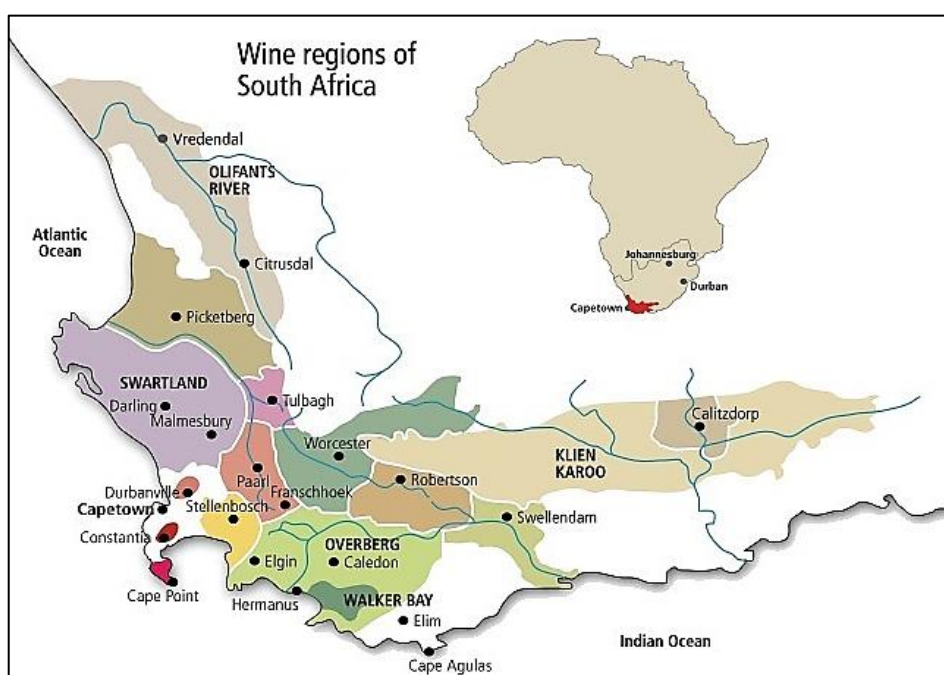 Wine regions of
South Africa
Vredendal
OLIFANTS
RIVER
Atlantic
Ocean
Citrusdal
Johannesburg
Durban
Capetown
Picketberg
SWARTLAND
Darling
Malmesbury
Tulbagh
Calitzdorp
Worcester
KLIEN
KAROO
Paarl
Robertson
Durbanville
Franschhoek
Capetown
Stellenbosch
Swellendam
Constantia
OVERBERG
Elgin
Caledon
Cape Point
Hermanus
WALKER BAY
Elim
Indian Ocean
Cape Agulas